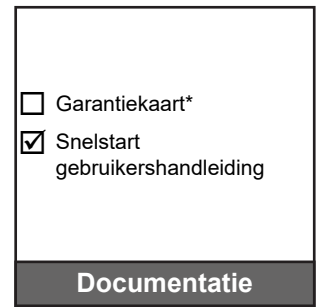 Garantiekaart*
Snelstart
gebruikershandleiding
Documentatie